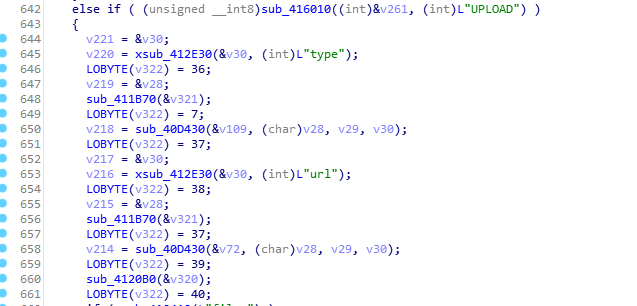 642 else if ( (unsigned __int8)sub_416010((int)&v261, (int)L"UPLOAD") )
643 {
644 v221 = &v30;
645 v220 = xsub_412E30(&v30, (int)L"type");
646 LOBYTE(v322) = 36;
647 v219 = &v28;
648 sub_411B70(&v321);
649 LOBYTE(v322) = 7;
650 v218 = sub_40D430(&v109, (char)v28, v29, v30);
651 LOBYTE(v322) = 37;
652 v217 = &v30;
653 v216 = xsub_412E30(&v30, (int)L"url");
654 LOBYTE(v322) = 38;
655 v215 = &v28;
656 sub_411B70(&v321);
657 LOBYTE(v322) = 37;
658 v214 = sub_40D430(&v72, (char)v28, v29, v30);
659 LOBYTE(v322) = 39;
660 sub_4120B0(&v320);
661 LOBYTE(v322) = 40;